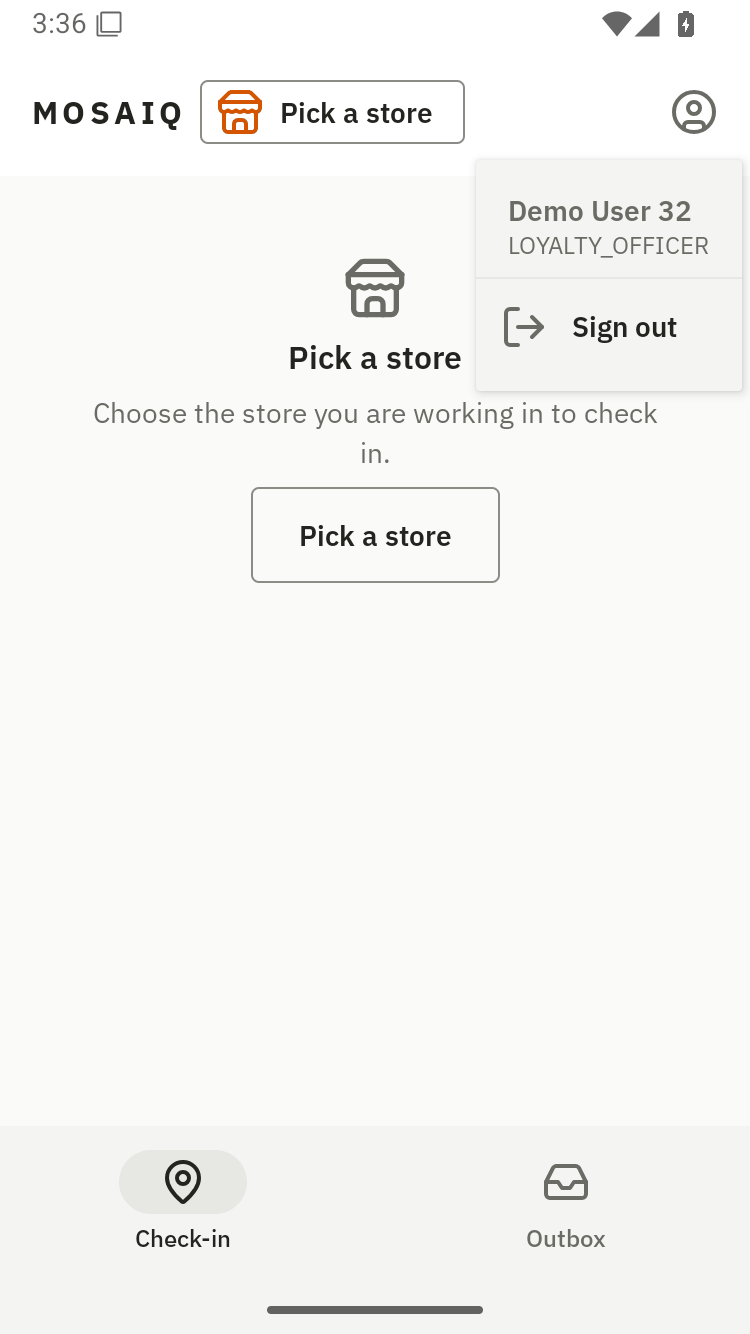 3:36
MOSAIQ
Pick a store
Demo User 32
LOYALTY_OFFICER
Sign out
Pick a store
Choose the store you are working in to check
in.
Pick a store
Check-in
Outbox